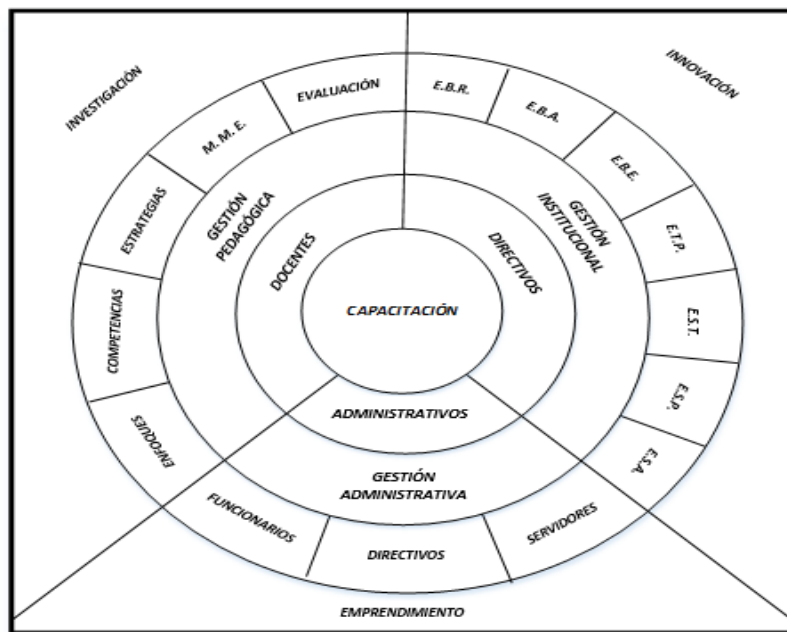 INVESTIGACIÓN
INNOVACIÓN
EVALUACIÓN
E.B.R.
E.B.A.
M. M. E.
E.B.E.
ESTRATEGIAS
GESTIÓN
PEDAGÓGICA
GESTIÓN
INSTITUCIONAL
E.T.P.
DOCENTES
DIRECTIVOS
COMPETENCIAS
CAPACITACIÓN
E.S.T.
E.S.P.
ADMINISTRATIVOS
ENFOQUES
E.S.A.
GESTIÓN
ADMINISTRATIVA
FUNCIONARIOS
SERVIDORES
DIRECTIVOS
EMPRENDIMIENTO